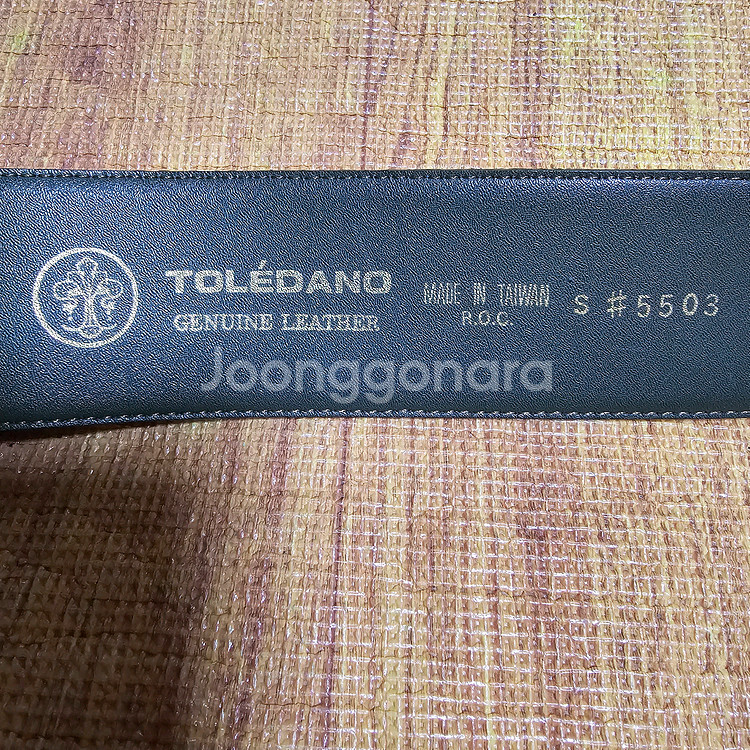 TOLÉDANO
GENUINE LEATHER
MADE IN TAIWAN
R.O.C.
S #5503
Joonggonara